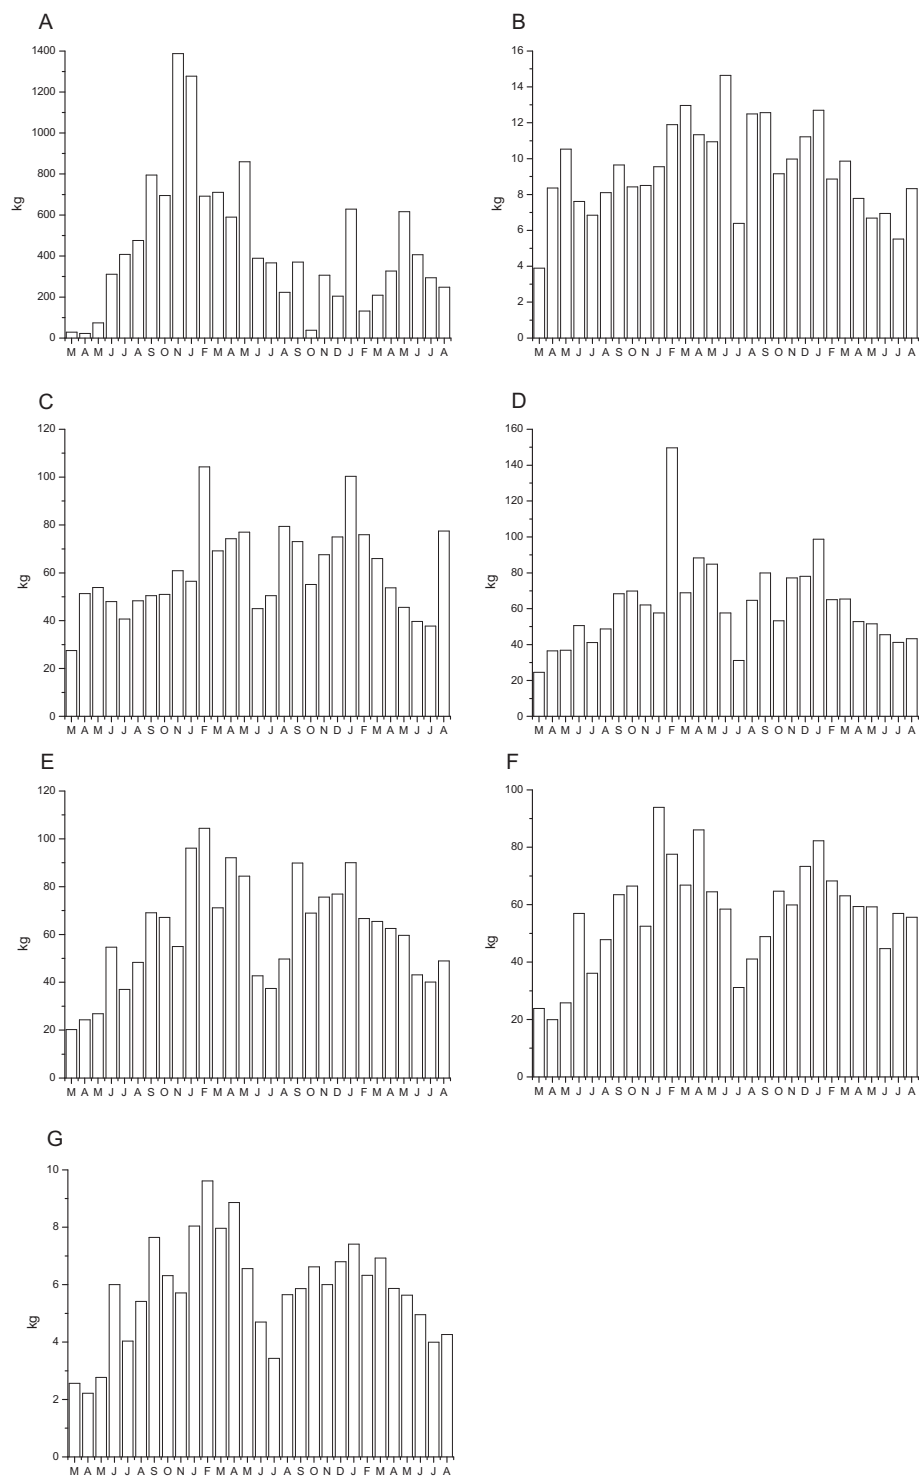 A
1400
1200
1000
800
600
400
200
0
kg
M A M J J A S O N J F M A M J J A S O N D J F M A M J J A
B
16
14
12
10
8
6
4
2
0
kg
M A M J J A S O N J F M A M J J A S O N D J F M A M J J A
C
120
100
80
60
40
20
0
kg
M A M J J A S O N J F M A M J J A S O N D J F M A M J J A
D
160
140
120
100
80
60
40
20
0
kg
M A M J J A S O N J F M A M J J A S O N D J F M A M J J A
E
120
100
80
60
40
20
0
kg
M A M J J A S O N J F M A M J J A S O N D J F M A M J J A
F
100
80
60
40
20
0
kg
M A M J J A S O N J F M A M J J A S O N D J F M A M J J A
G
10
8
6
4
2
0
kg
M A M J J A S O N J F M A M J J A S O N D J F M A M J J A